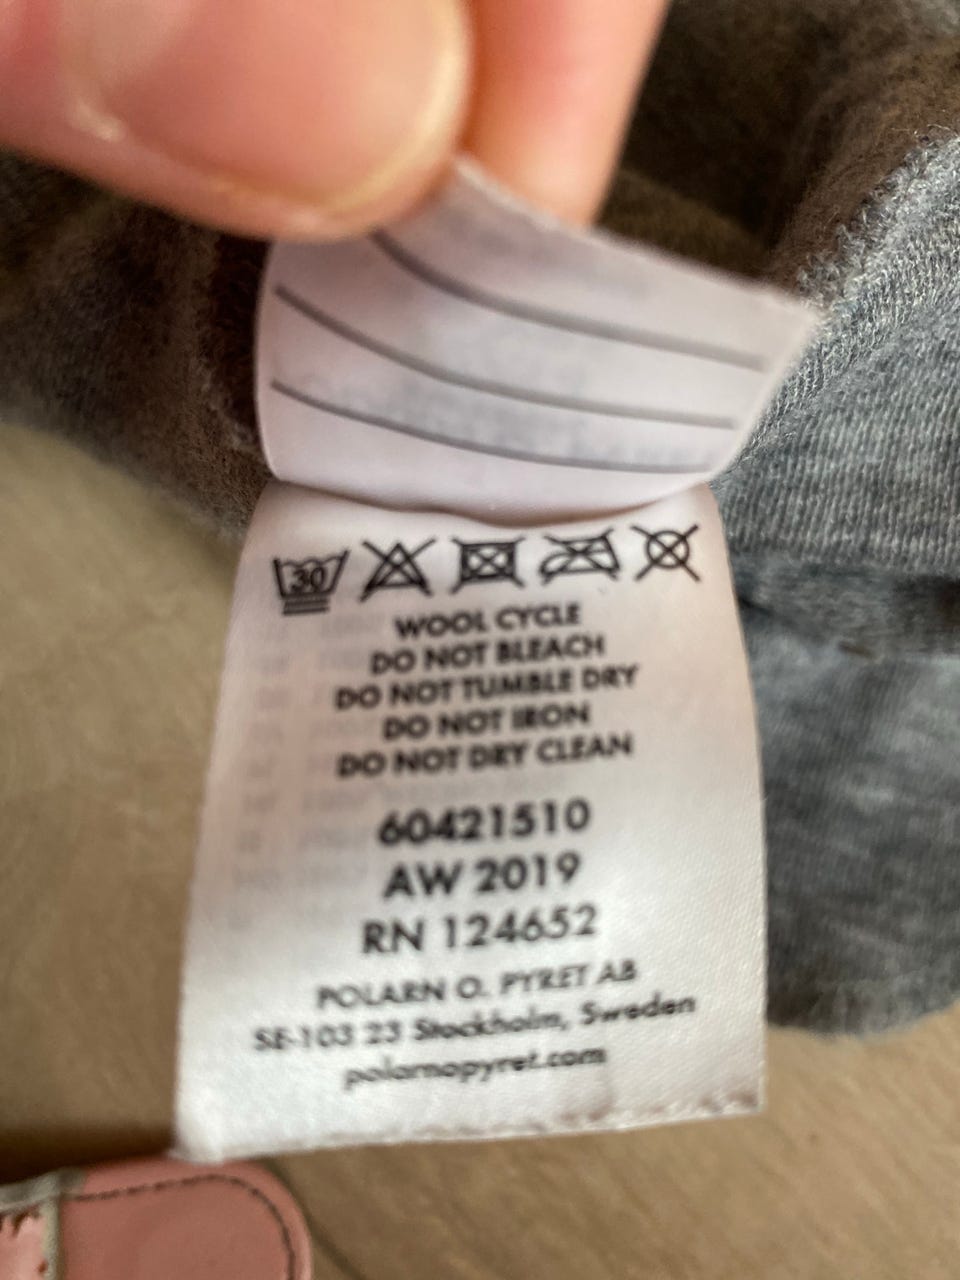 30
WOOL CYCLE
DO NOT BLEACH
DO NOT TUMBLE DRY
DO NOT IRON
DO NOT DRY CLEAN
60421510
AW 2019
RN 124652
POLARN O. PYRET AB
SE-103 23 Stockholm, Sweden
polarnopyret.com